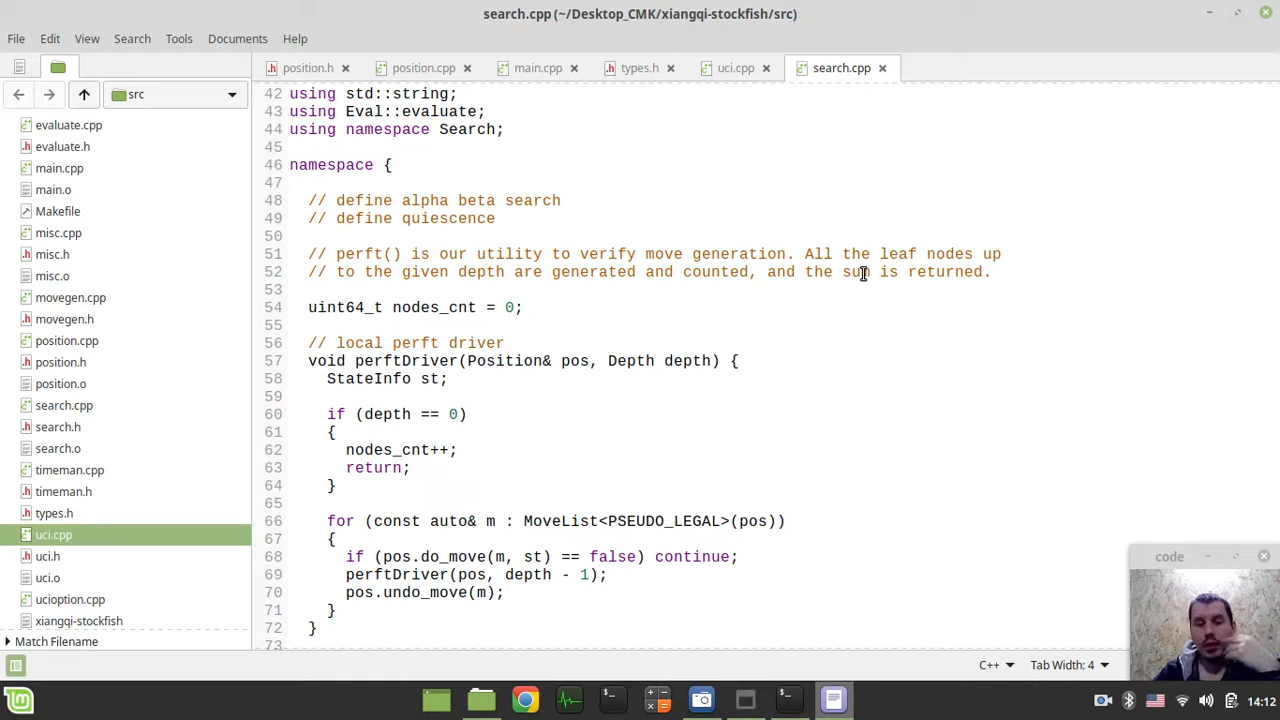 search.cpp (~/Desktop_CMK/xiangqi-stockfish/src)
File Edit View Search Tools Documents Help
position.h position.cpp main.cpp types.h uci.cpp search.cpp
src
evaluate.cpp
evaluate.h
main.cpp
main.o
Makefile
misc.cpp
misc.h
misc.o
movegen.cpp
movegen.h
position.cpp
position.h
position.o
search.cpp
search.h
search.o
timeman.cpp
timeman.h
types.h
uci.cpp
uci.h
uci.o
ucioption.cpp
xiangqi-stockfish
Match Filename
42 using std::string;
43 using Eval::evaluate;
44 using namespace Search;
45
46 namespace {
47
48 // define alpha beta search
49 // define quiescence
50
51 // perft() is our utility to verify move generation. All the leaf nodes up
52 // to the given depth are generated and counted, and the sum is returned.
53
54 uint64_t nodes_cnt = 0;
55
56 // local perft driver
57 void perftDriver(Position& pos, Depth depth) {
58 StateInfo st;
59
60 if (depth == 0)
61 {
62 nodes_cnt++;
63 return;
64 }
65
66 for (const auto& m : MoveList<PSEUDO_LEGAL>(pos))
67 {
68 if (pos.do_move(m, st) == false) continue;
69 perftDriver(pos, depth - 1);
70 pos.undo_move(m);
71 }
72 }
73
code
C++ Tab Width: 4
14:12